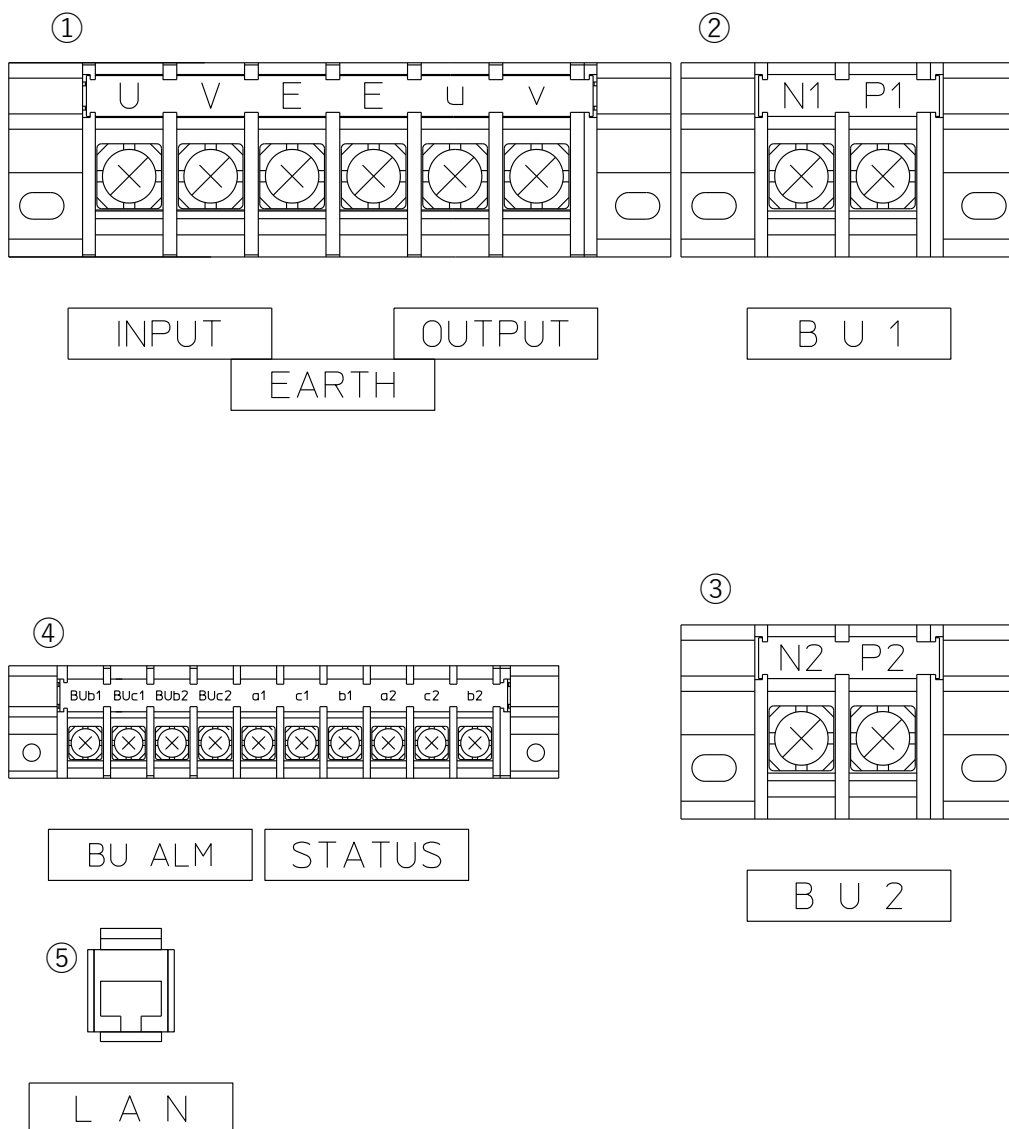 ① ②
U V E E u v
N1 P1
INPUT OUTPUT
EARTH
B U 1
③
N2 P2
B U 2
④
BUb1 BUc1 BUb2 BUc2 a1 c1 b1 a2 c2 b2
BU ALM STATUS
⑤
L A N